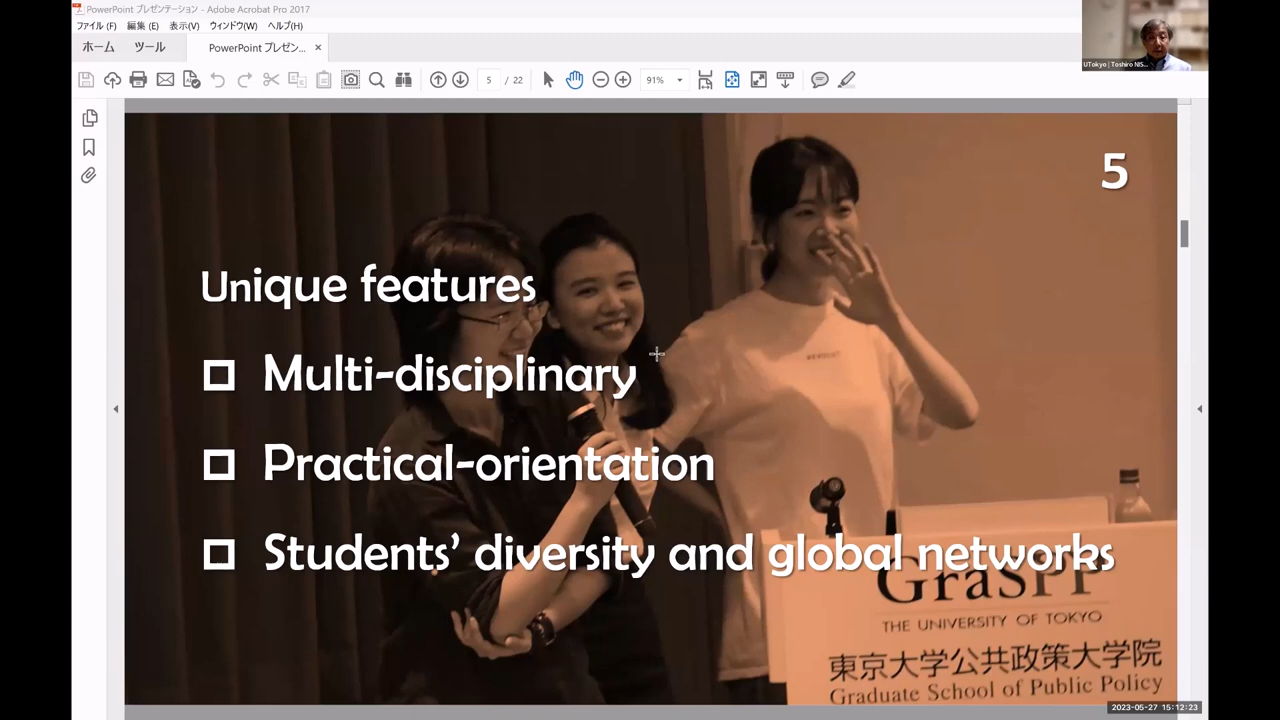 PowerPoint プレゼンテーション - Adobe Acrobat Pro 2017
ファイル (F) 編集 (E) 表示(V) ウィンドウ(W) ヘルプ(H)
ホーム ツール PowerPoint プレゼン... ×
5 / 22 91%
UTokyo | Toshiro NIS...
5
Unique features
Multi-disciplinary
Practical-orientation
Students' diversity and global networks
GraSPP
THE UNIVERSITY OF TOKYO
東京大学公共政策大学院
Graduate School of Public Policy
2023-05-27 15:12:23